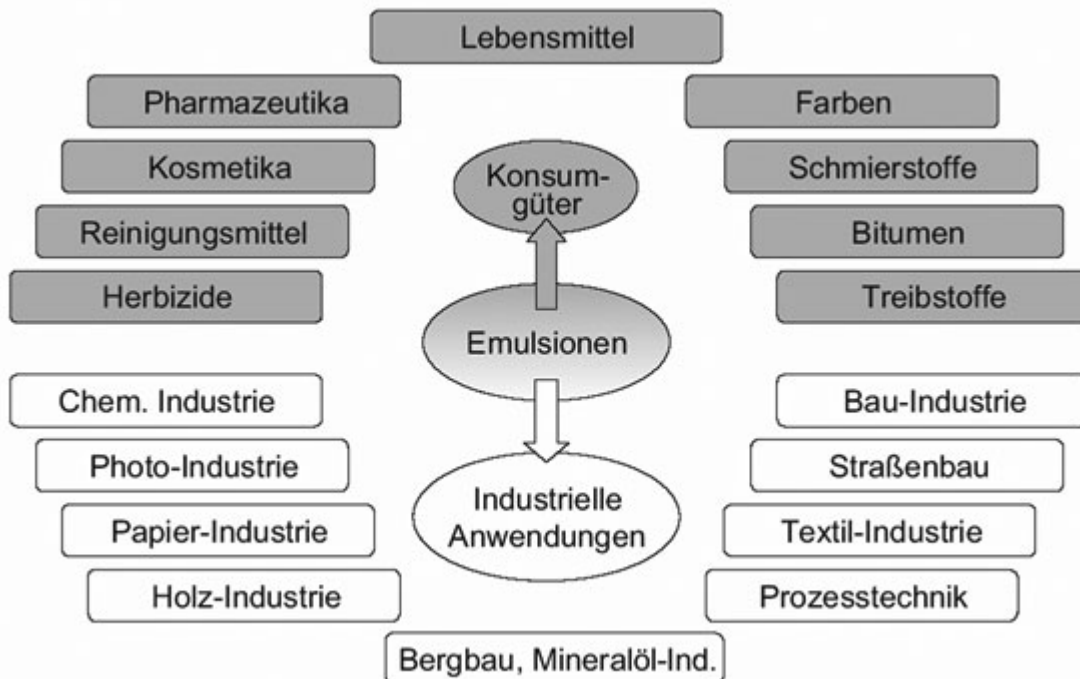 Lebensmittel
Pharmazeutika
Farben
Kosmetika
Konsum-
güter
Schmierstoffe
Reinigungsmittel
Bitumen
Herbizide
Treibstoffe
Emulsionen
Chem. Industrie
Bau-Industrie
Photo-Industrie
Straßenbau
Industrielle
Anwendungen
Papier-Industrie
Textil-Industrie
Holz-Industrie
Prozesstechnik
Bergbau, Mineralöl-Ind.